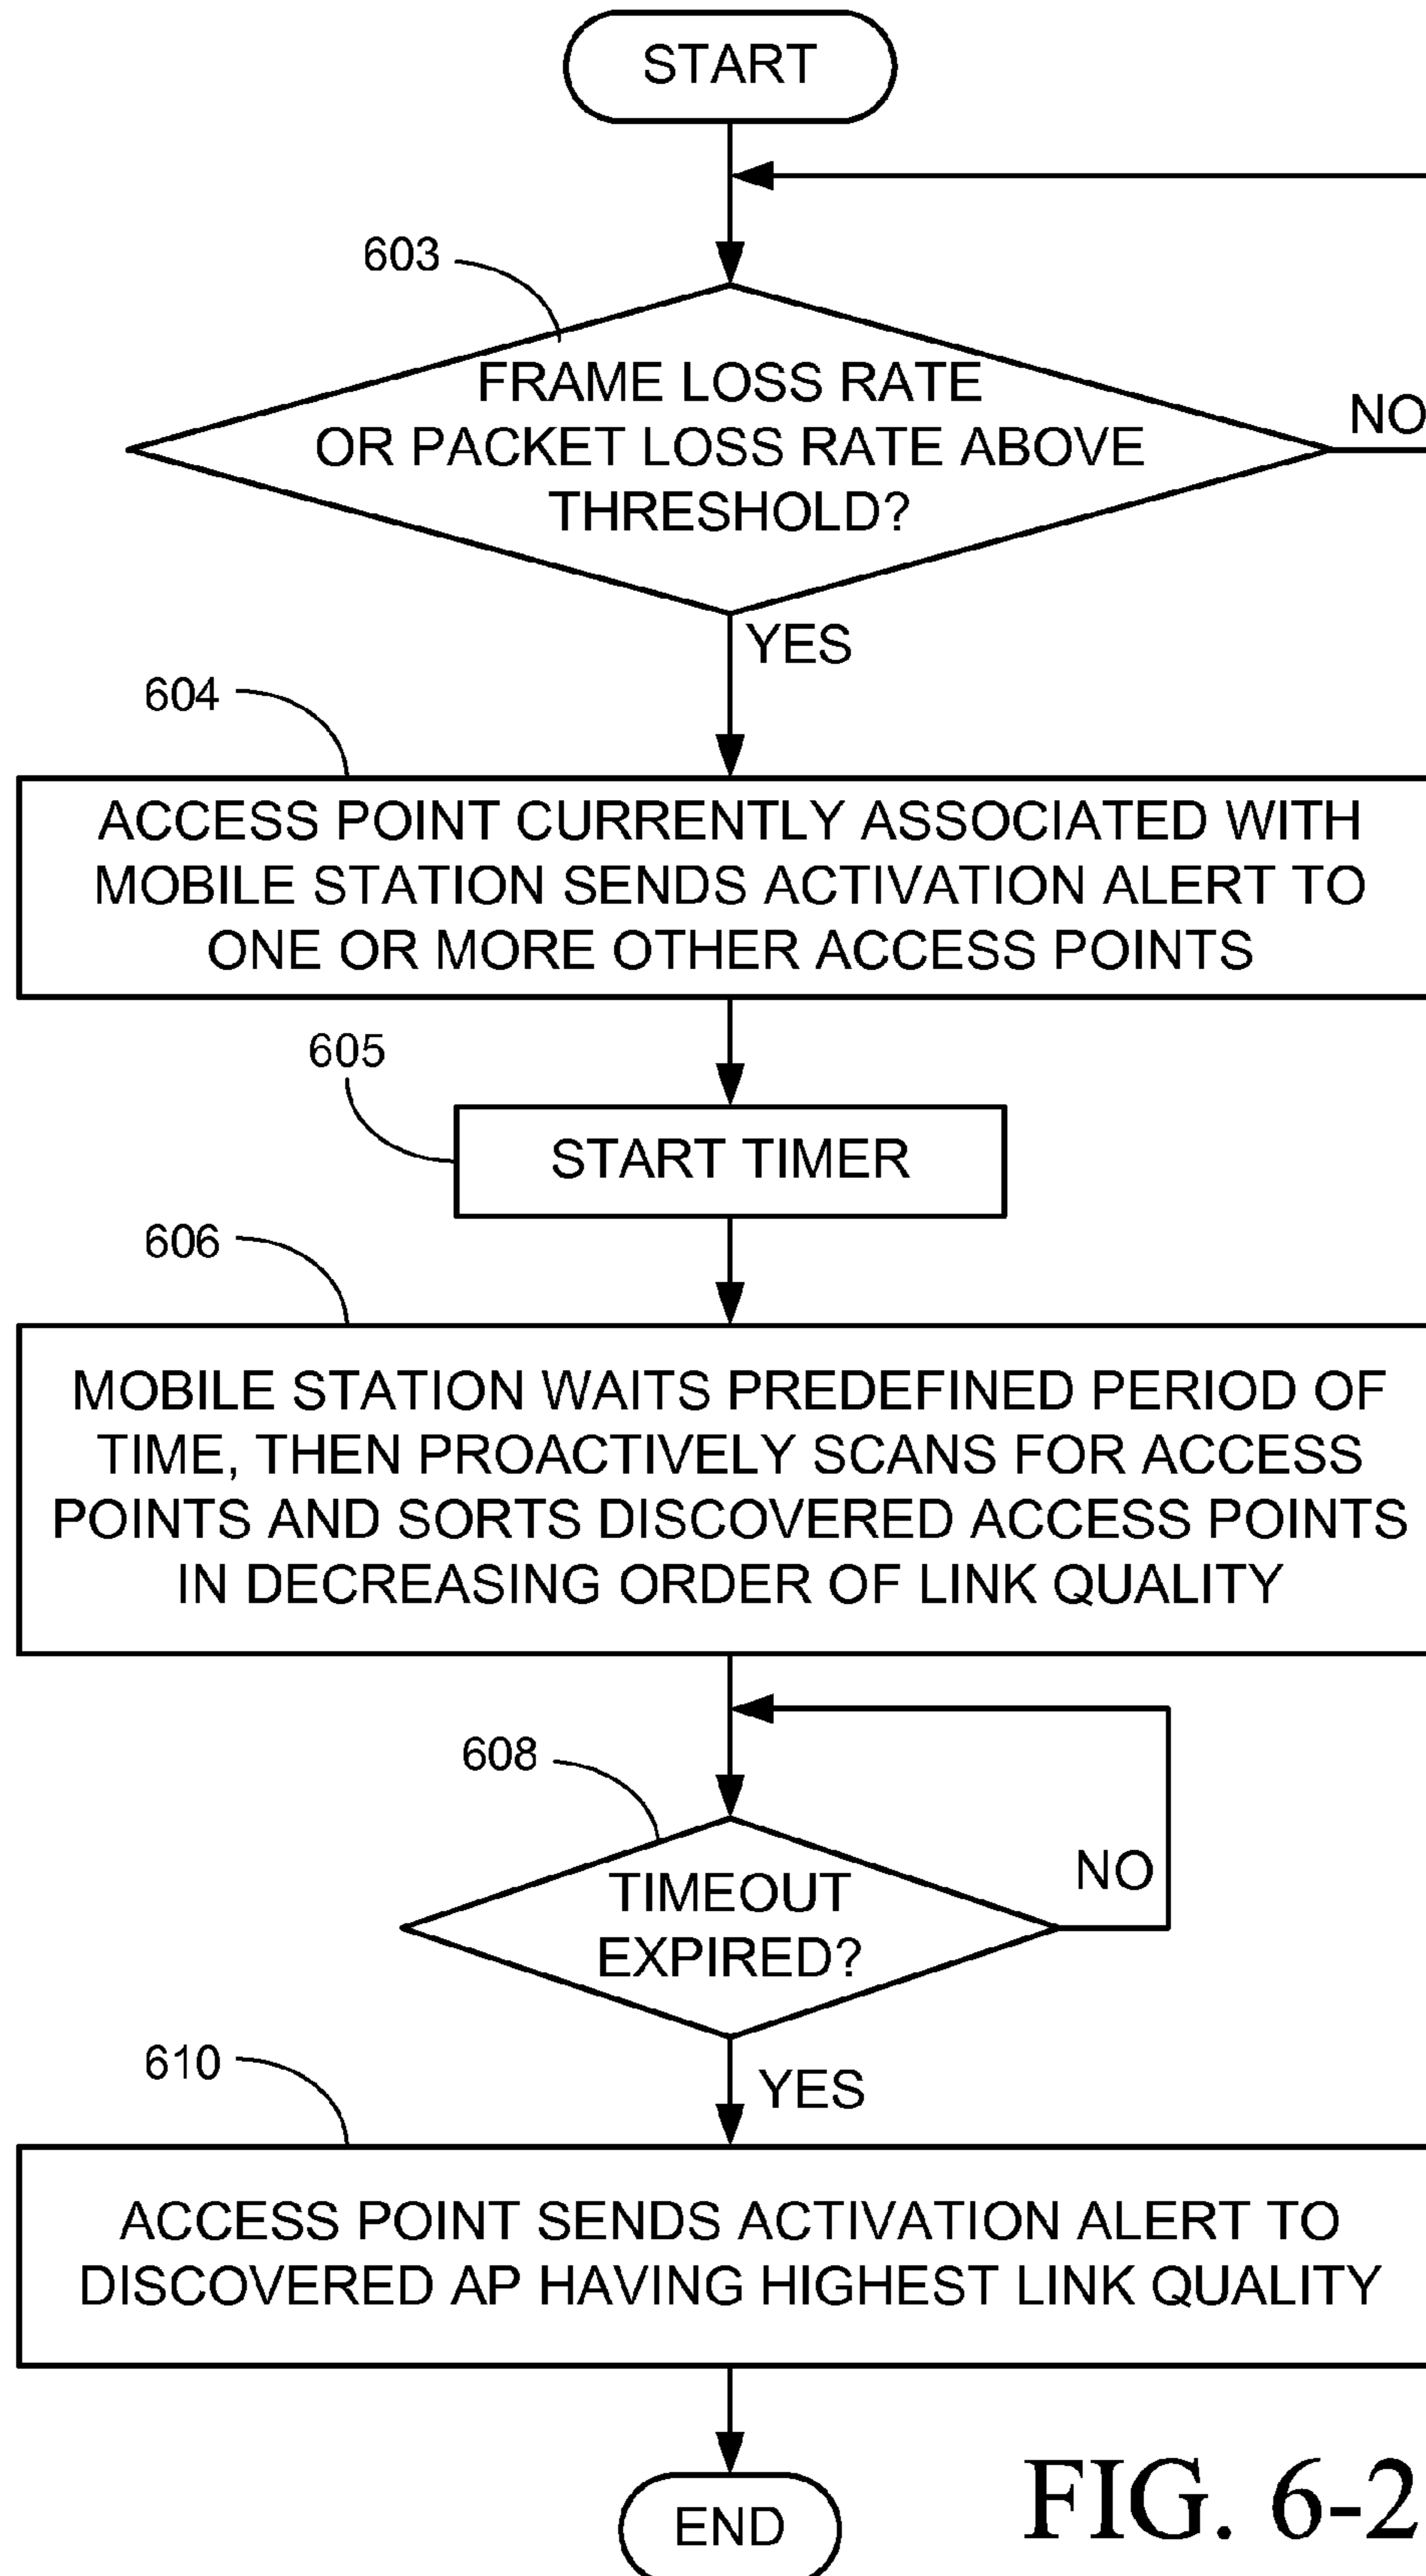 START
603
FRAME LOSS RATE
OR PACKET LOSS RATE ABOVE
THRESHOLD?
NO
YES
604
ACCESS POINT CURRENTLY ASSOCIATED WITH
MOBILE STATION SENDS ACTIVATION ALERT TO
ONE OR MORE OTHER ACCESS POINTS
605
START TIMER
606
MOBILE STATION WAITS PREDEFINED PERIOD OF
TIME, THEN PROACTIVELY SCANS FOR ACCESS
POINTS AND SORTS DISCOVERED ACCESS POINTS
IN DECREASING ORDER OF LINK QUALITY
608
TIMEOUT
EXPIRED?
NO
YES
610
ACCESS POINT SENDS ACTIVATION ALERT TO
DISCOVERED AP HAVING HIGHEST LINK QUALITY
END
FIG. 6-2